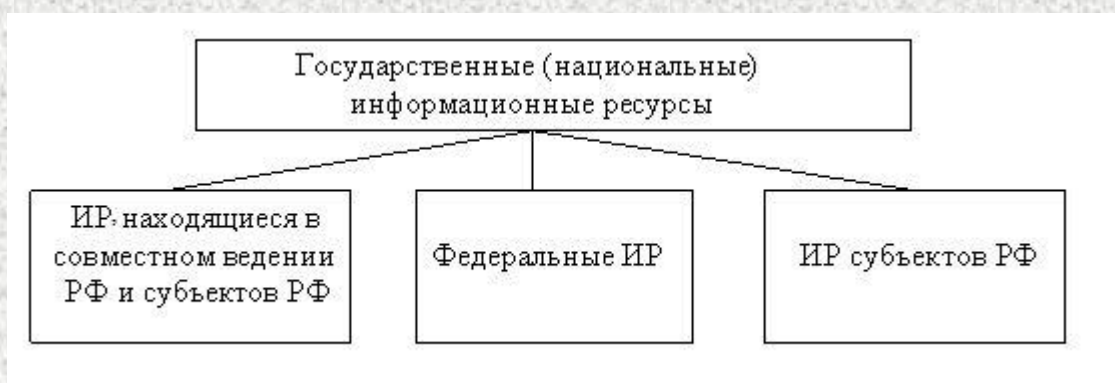 Государственные (национальные)
информационные ресурсы
ИР, находящиеся в
совместном ведении
РФ и субъектов РФ
Федеральные ИР
ИР субъектов РФ